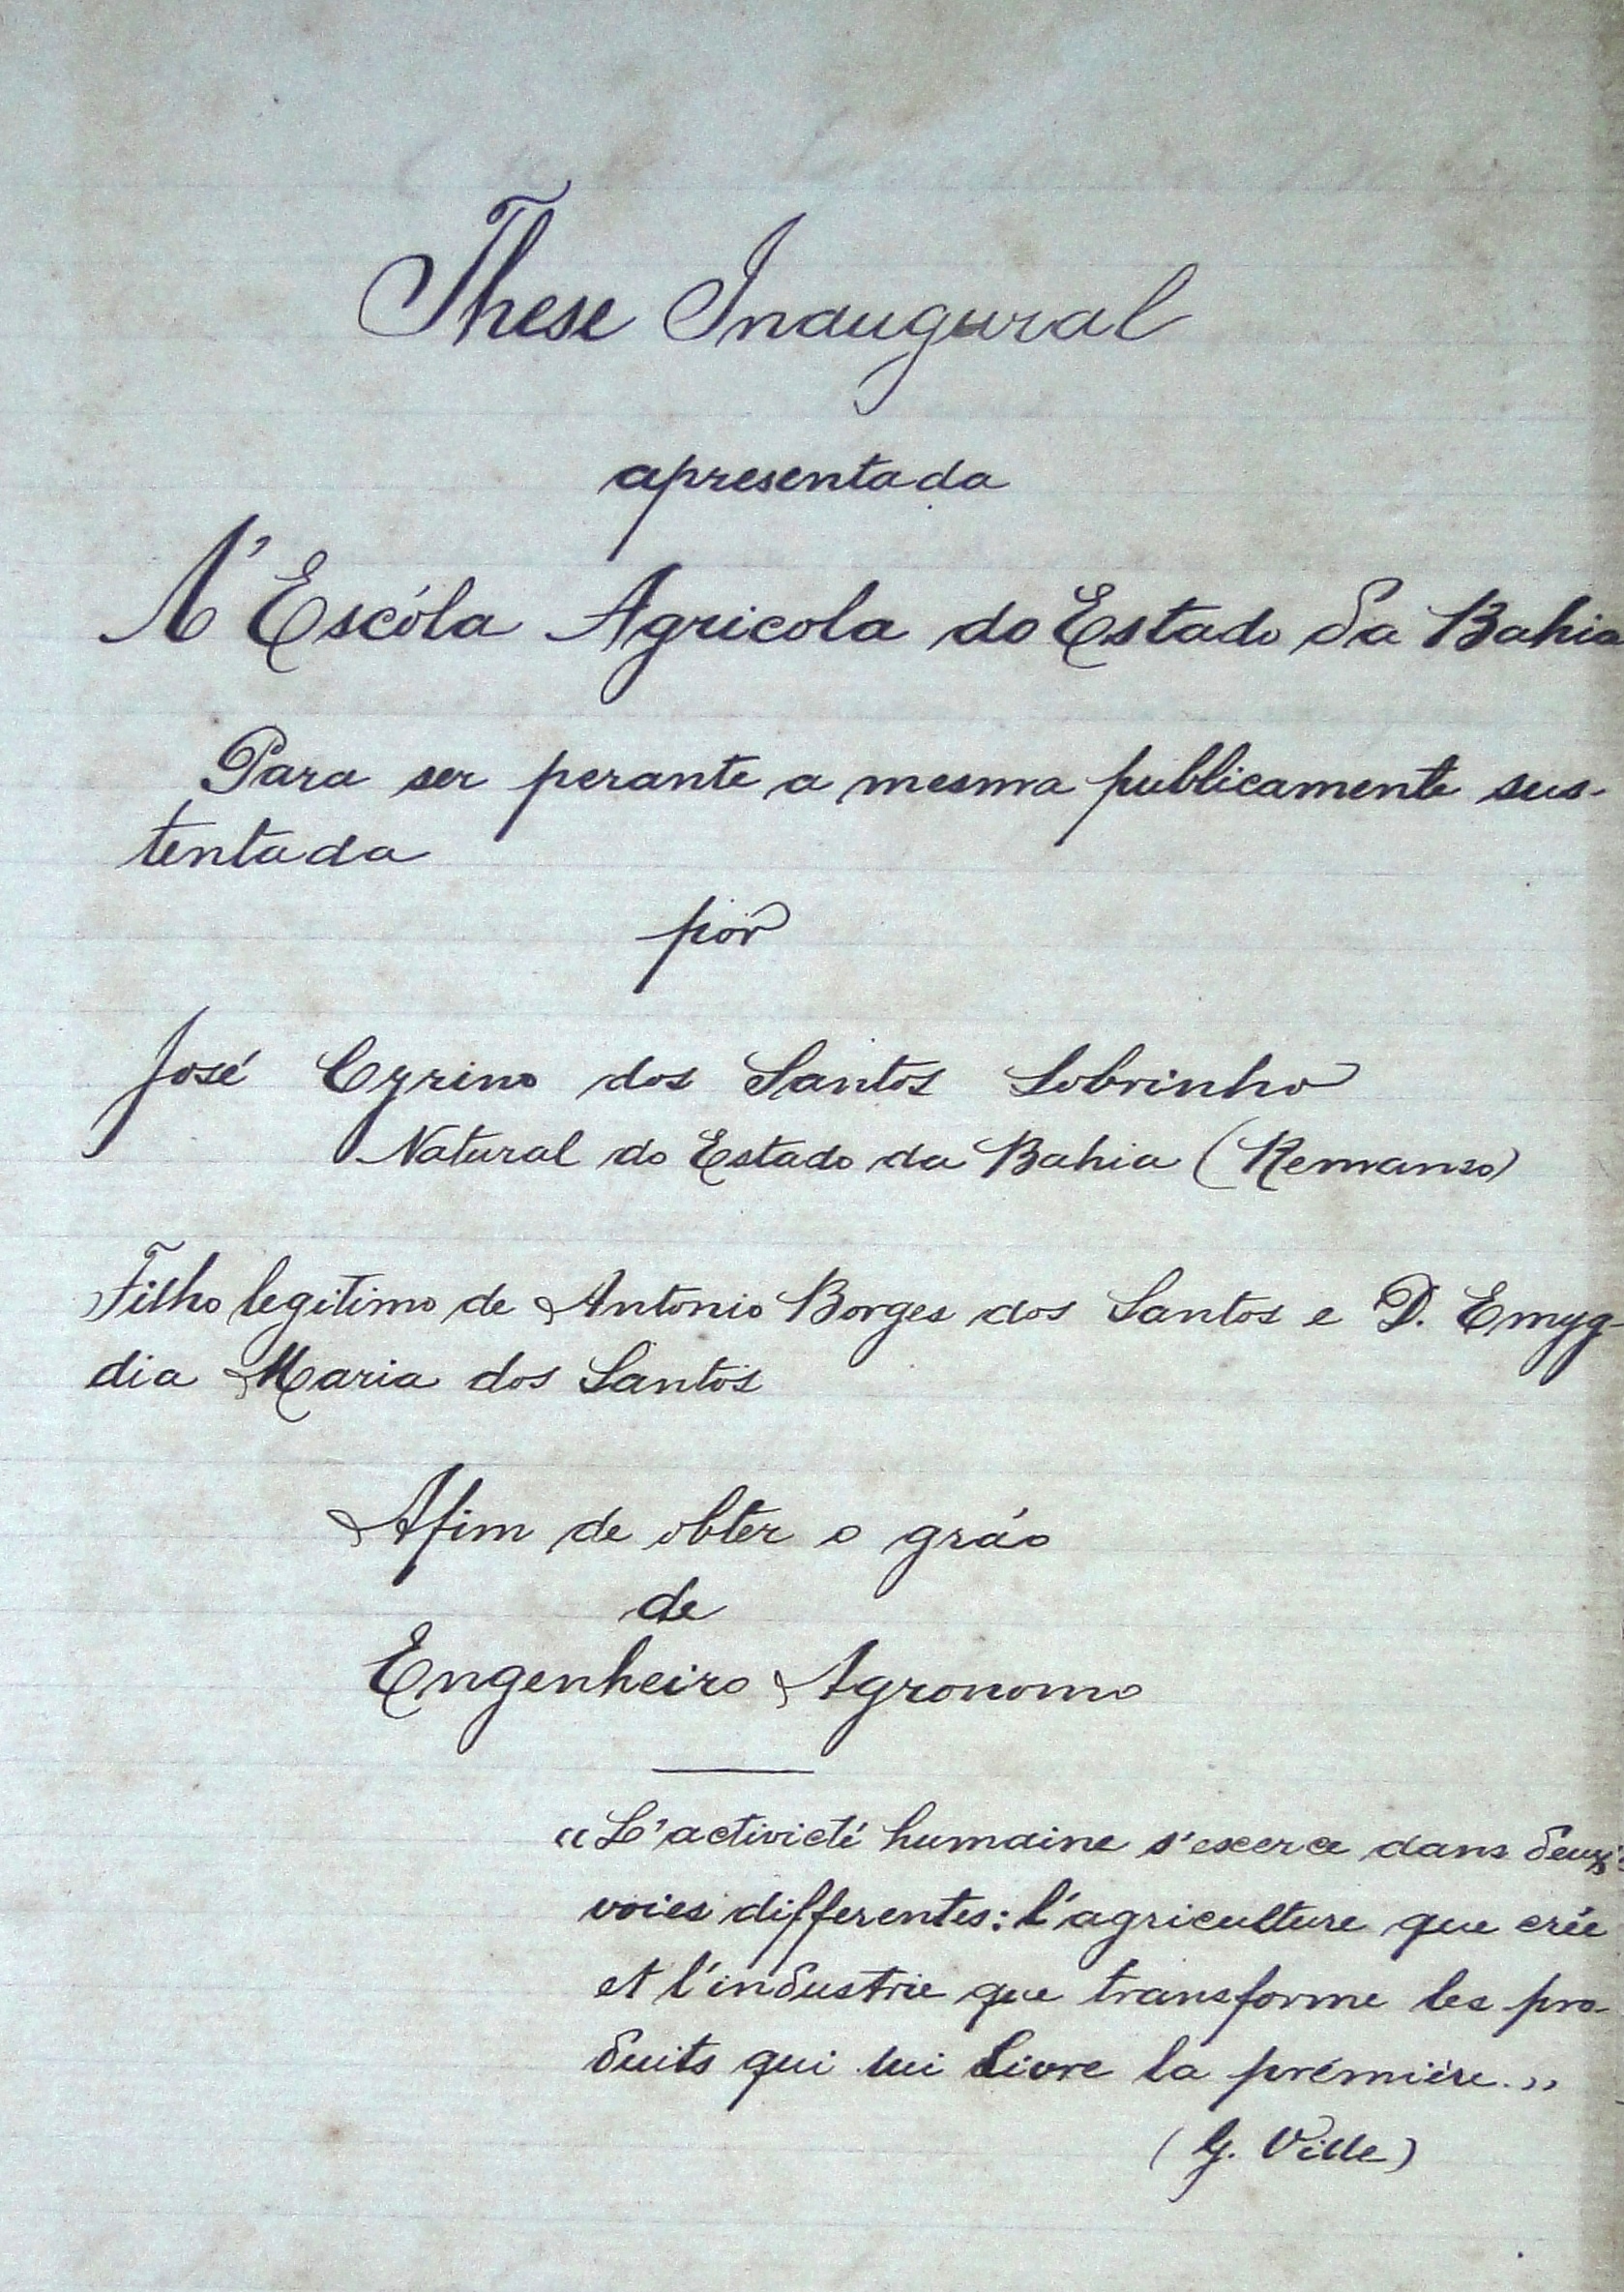 These Inaugural
apresentada
A' Escóla Agricola do Estado da Bahia
Para ser perante a mesma publicamente sus-
tentada
por
José Cyrino dos Santos Sobrinho
Natural do Estado da Bahia (Remanso)
Filho legitimo de Antonio Borges dos Santos e D. Emyg-
dia Maria dos Santos
Afim de obter o gráo
de
Engenheiro Agronomo
"L'activicté humaine s'exerce dans deux
voies differentes: l'agriculture que crée
et l'industrie que transforme les pro-
duits qui lui livre la prémière."
(G. Ville)